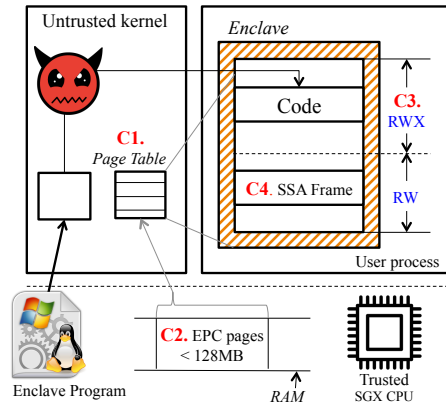 Untrusted kernel
Enclave
Code
C3.
RWX
C1.
Page Table
C4. SSA Frame
RW
User process
C2. EPC pages
< 128MB
Enclave Program
RAM
Trusted
SGX CPU